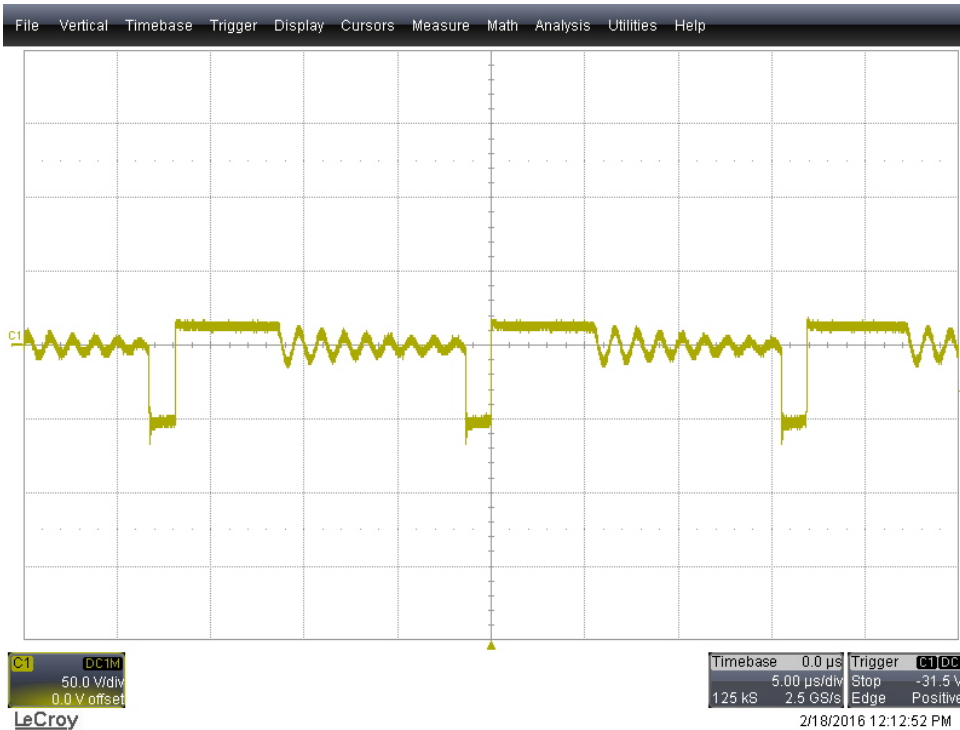 File Vertical Timebase Trigger Display Cursors Measure Math Analysis Utilities Help
C1
C1 DC1M
50.0 V/div
0.0 V offset
Timebase 0.0 µs
5.00 µs/div
125 kS 2.5 GS/s
Trigger C1 DC
Stop -31.5 V
Edge Positive
LeCroy
2/18/2016 12:12:52 PM